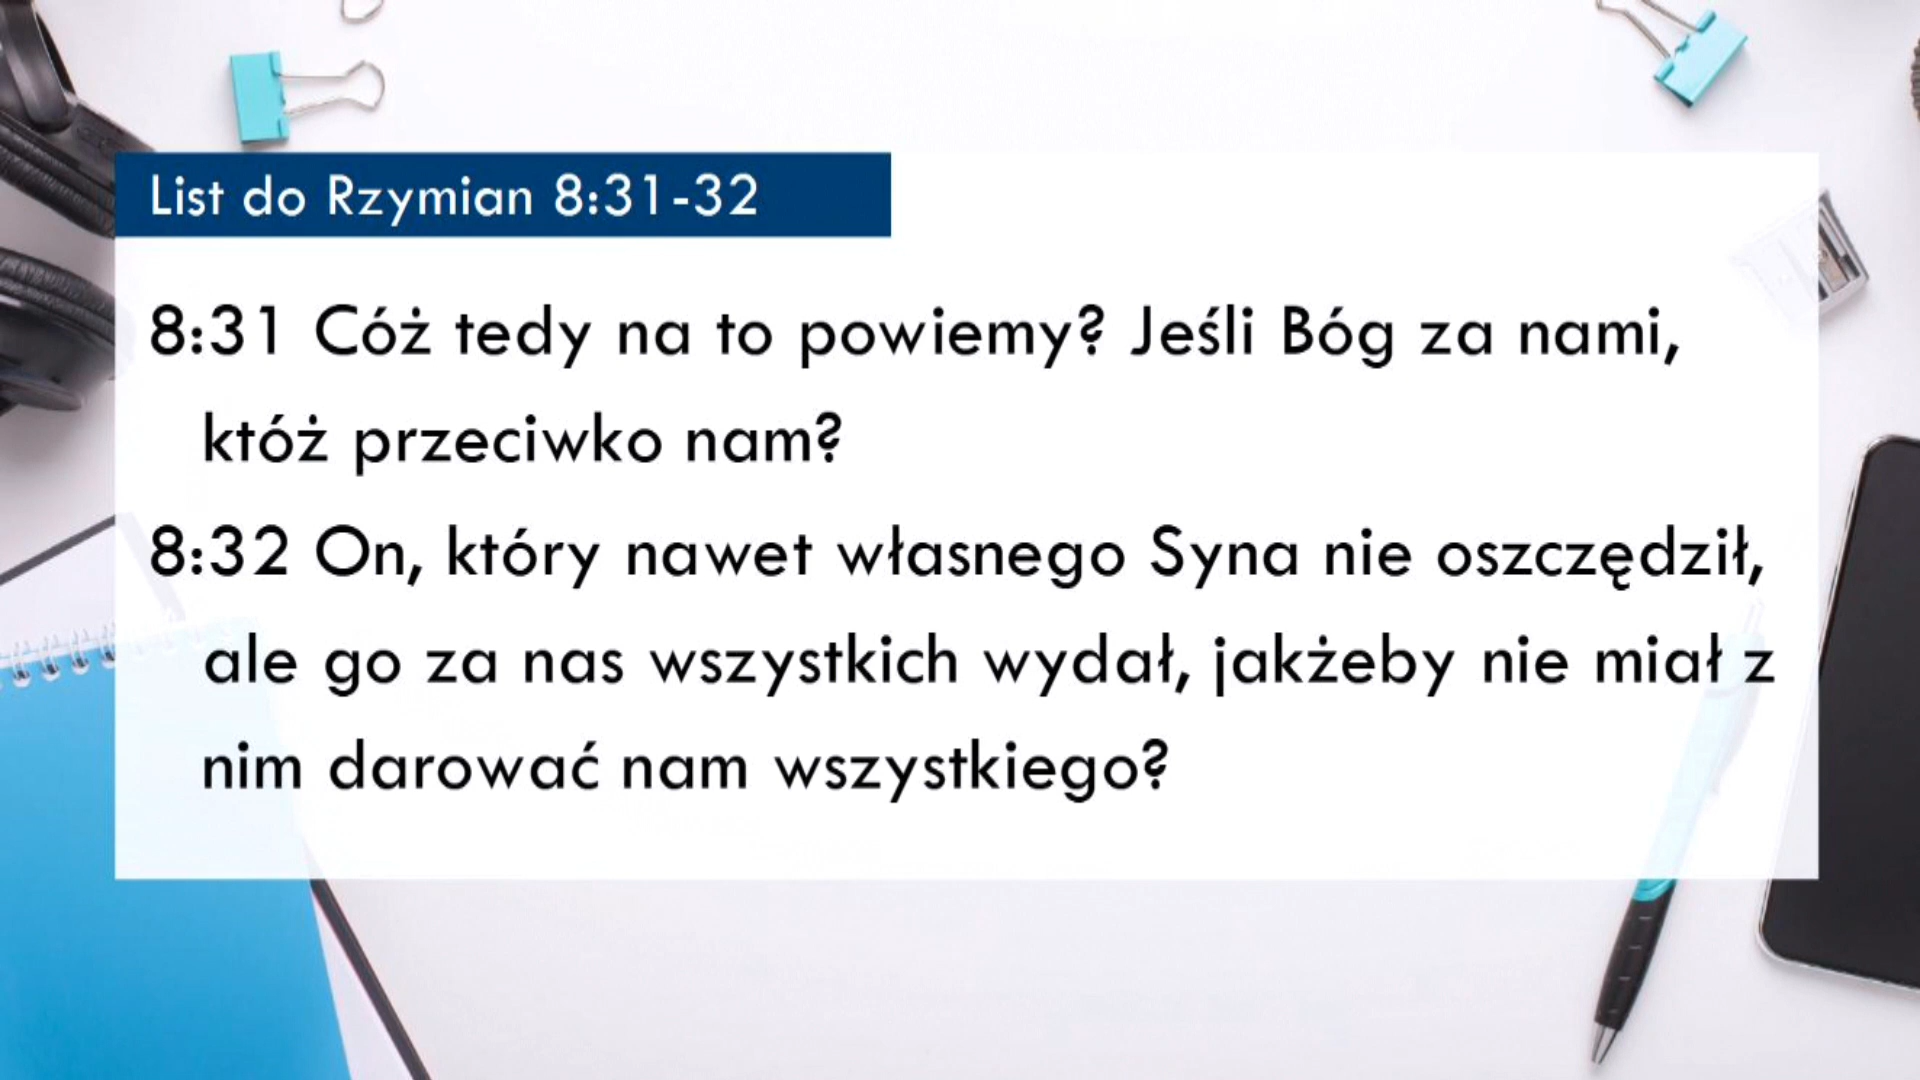 List do Rzymian 8:31-32
8:31 Cóż tedy na to powiemy? Jeśli Bóg za nami,
któż przeciwko nam?
8:32 On, który nawet własnego Syna nie oszczędził,
ale go za nas wszystkich wydał, jakżeby nie miał z
nim darować nam wszystkiego?